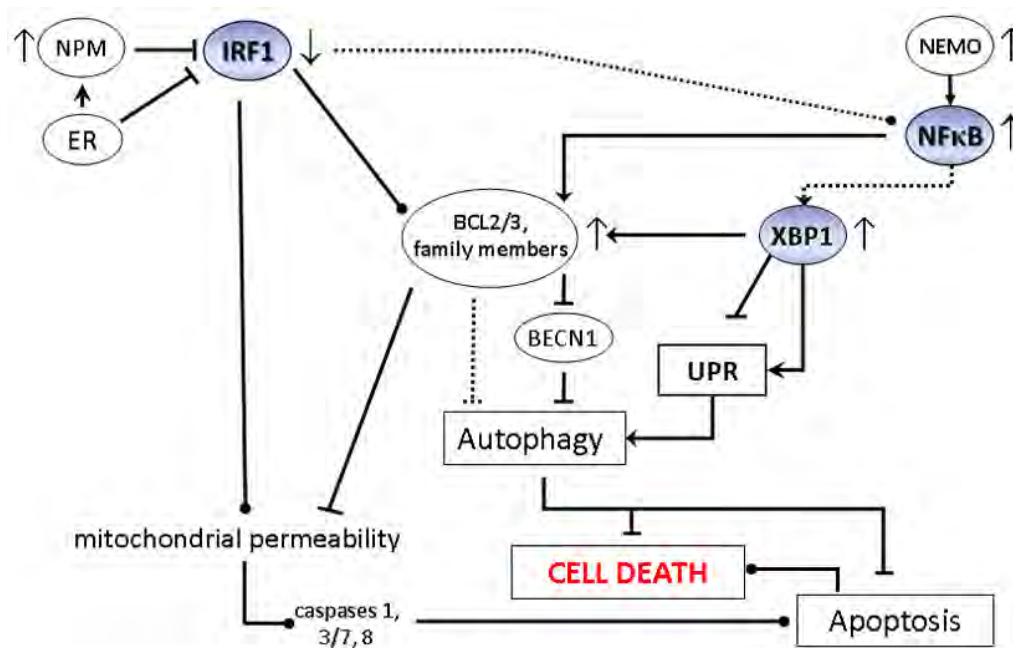 NPM
IRF1
NEMO
ER
NFκB
BCL2/3,
family members
XBP1
BECN1
UPR
Autophagy
mitochondrial permeability
CELL DEATH
caspases 1,
3/7, 8
Apoptosis